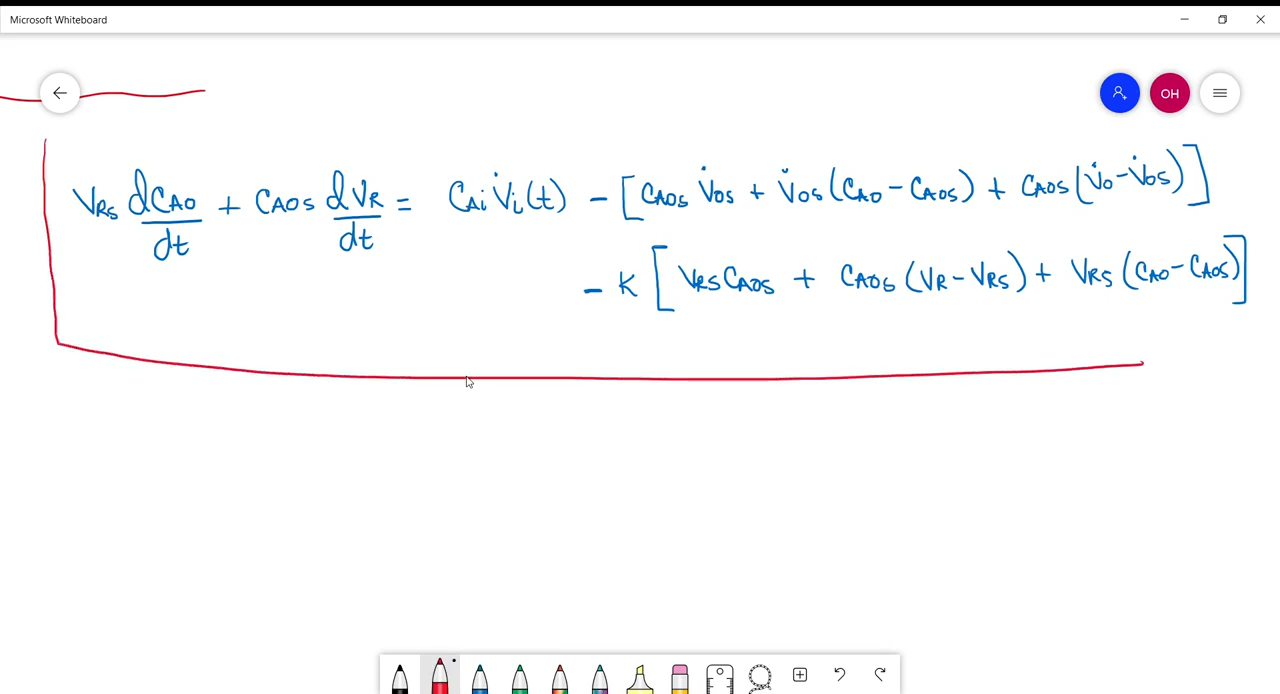 Microsoft Whiteboard
OH
VRS dCAO/dt + CAOS dVR/dt = CAi V̇i(t) - [CAOS V̇OS + V̇OS(CAO - CAOS) + CAOS(V̇O - V̇OS)]
- K [VRS CAOS + CAOS (VR - VRS) + VRS (CAO - CAOS)]